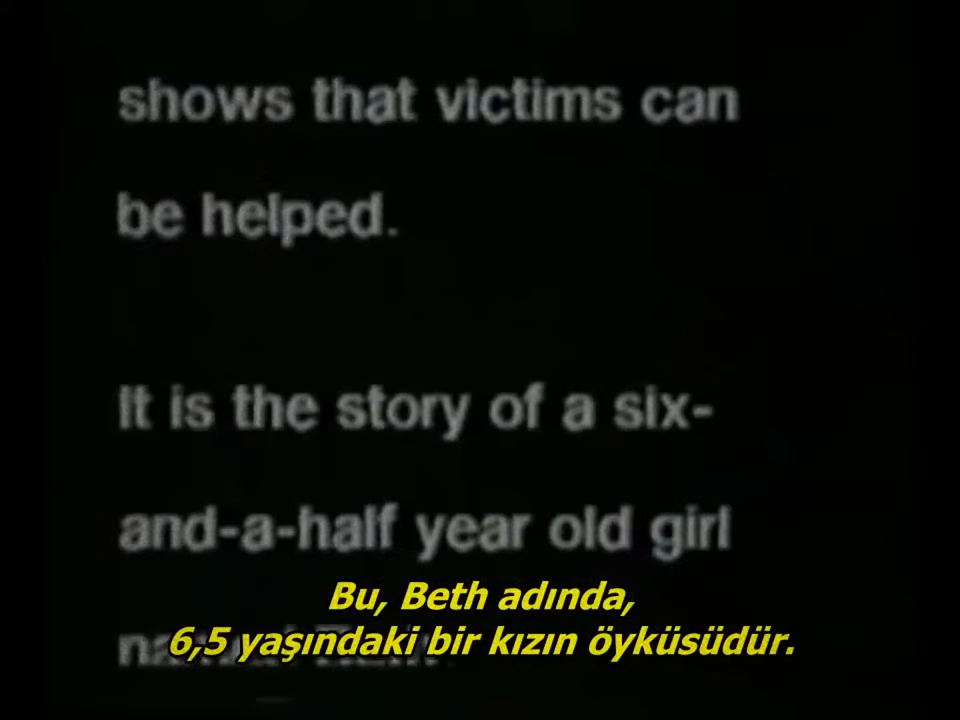 shows that victims can
be helped.
It is the story of a six-
and-a-half year old girl
Bu, Beth adında,
6,5 yaşındaki bir kızın öyküsüdür.